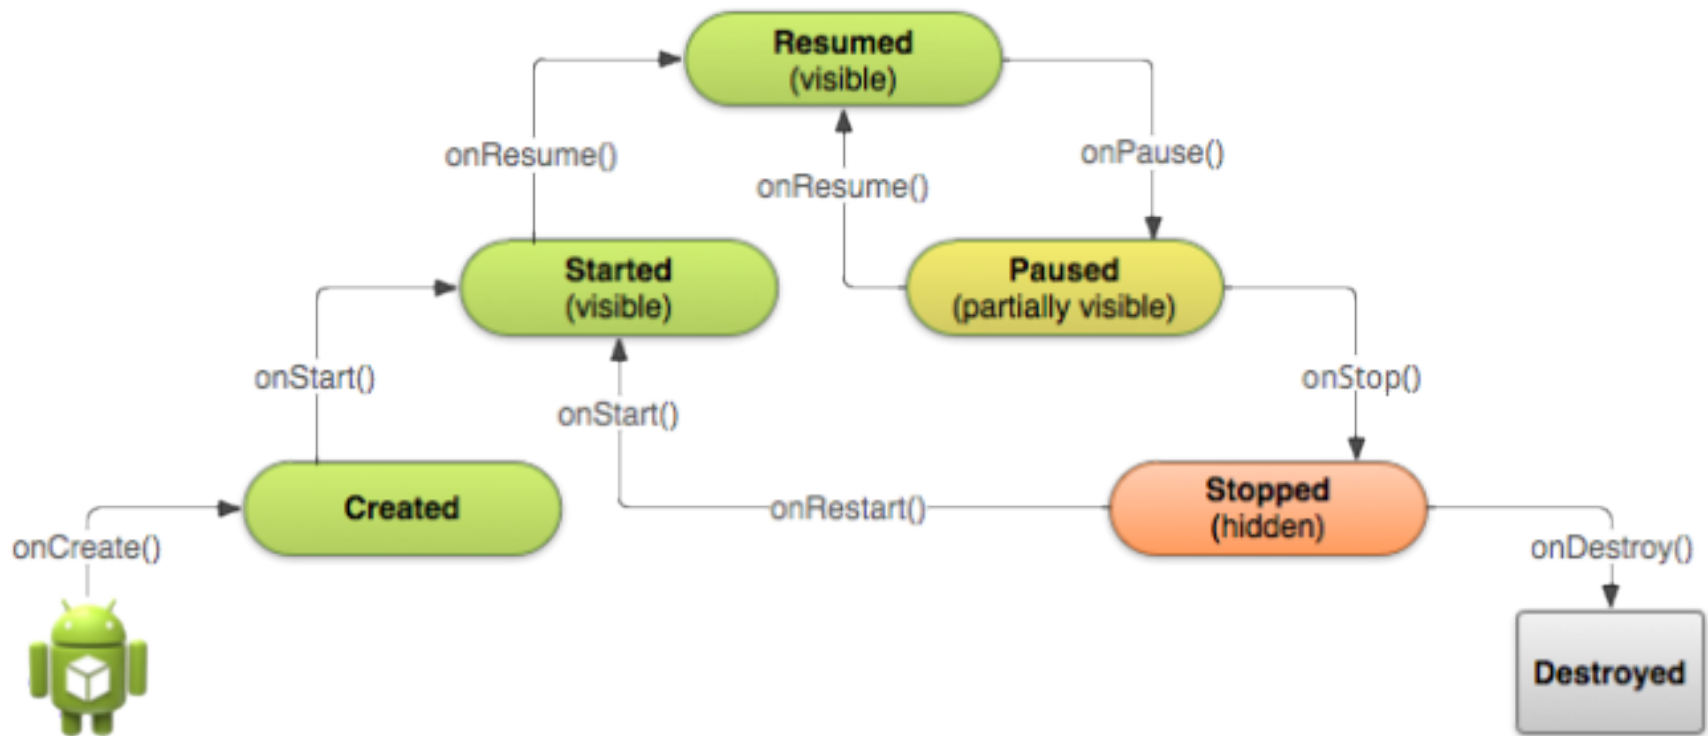 Resumed
(visible)
onResume()
onPause()
onResume()
Started
(visible)
Paused
(partially visible)
onStart()
onStop()
onStart()
Created
Stopped
(hidden)
onRestart()
onCreate()
onDestroy()
Destroyed